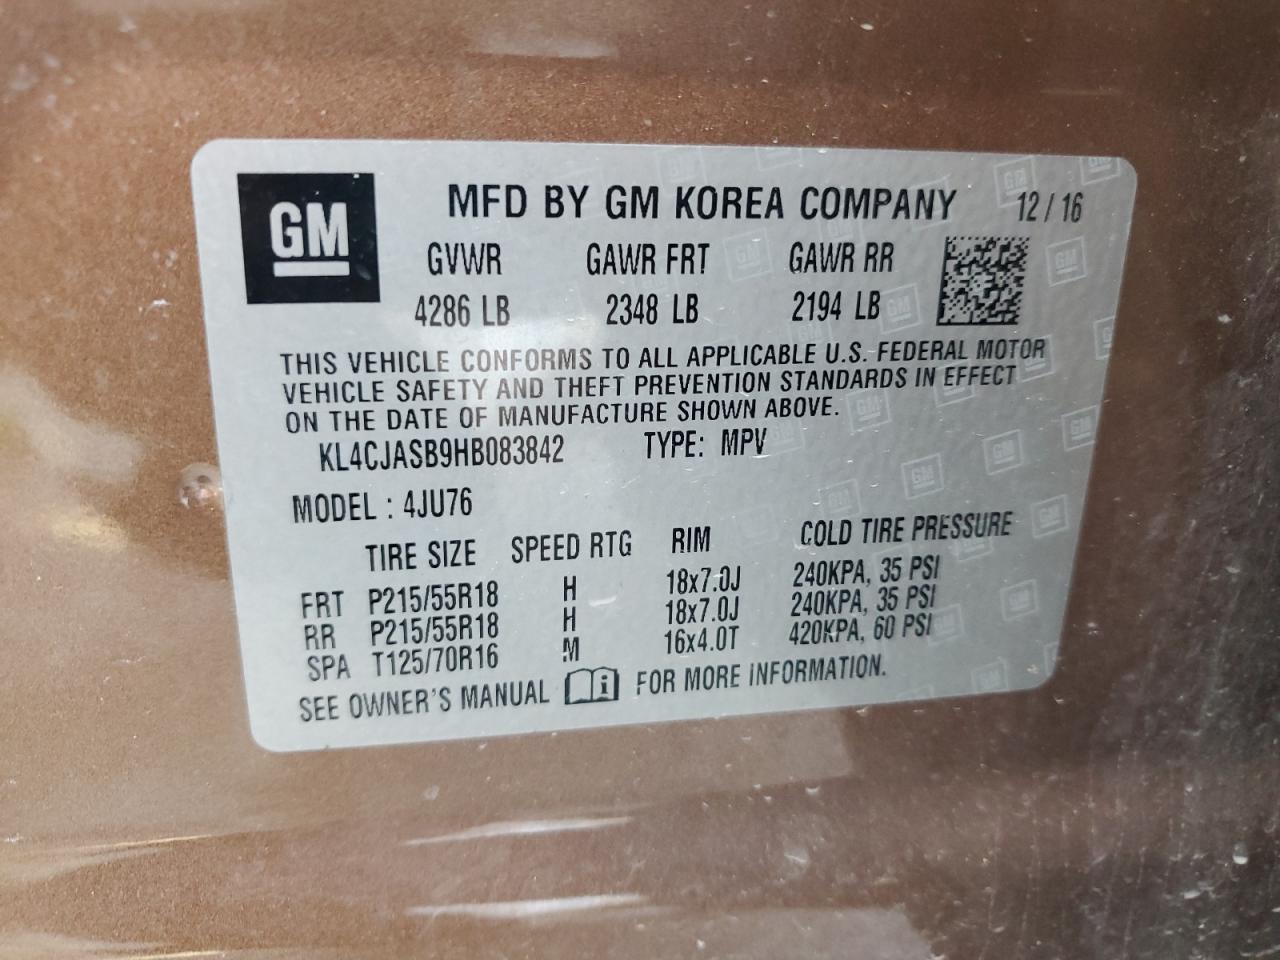 GM
MFD BY GM KOREA COMPANY 12/16
GVWR GAWR FRT GAWR RR
4286 LB 2348 LB 2194 LB
THIS VEHICLE CONFORMS TO ALL APPLICABLE U.S. FEDERAL MOTOR
VEHICLE SAFETY AND THEFT PREVENTION STANDARDS IN EFFECT
ON THE DATE OF MANUFACTURE SHOWN ABOVE.
KL4CJASB9HB083842 TYPE: MPV
MODEL : 4JU76
TIRE SIZE SPEED RTG RIM COLD TIRE PRESSURE
FRT P215/55R18 H 18x7.0J 240KPA, 35 PSI
RR P215/55R18 H 18x7.0J 240KPA, 35 PSI
SPA T125/70R16 M 16x4.0T 420KPA, 60 PSI
SEE OWNER'S MANUAL i FOR MORE INFORMATION.